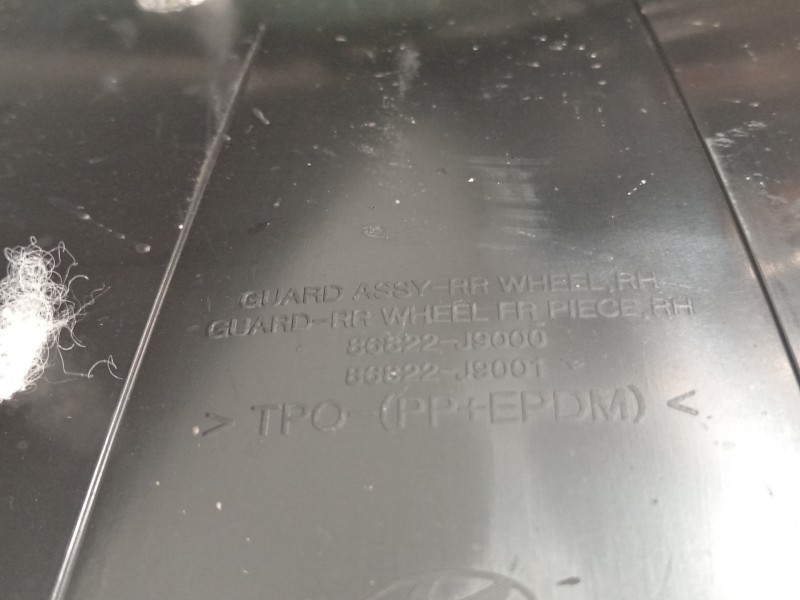 GUARD ASSY-RR WHEEL,RH
GUARD-RR WHEEL FR PIECE,RH
86822-J9000
86822-J9001
> TPO (PP+EPDM) <